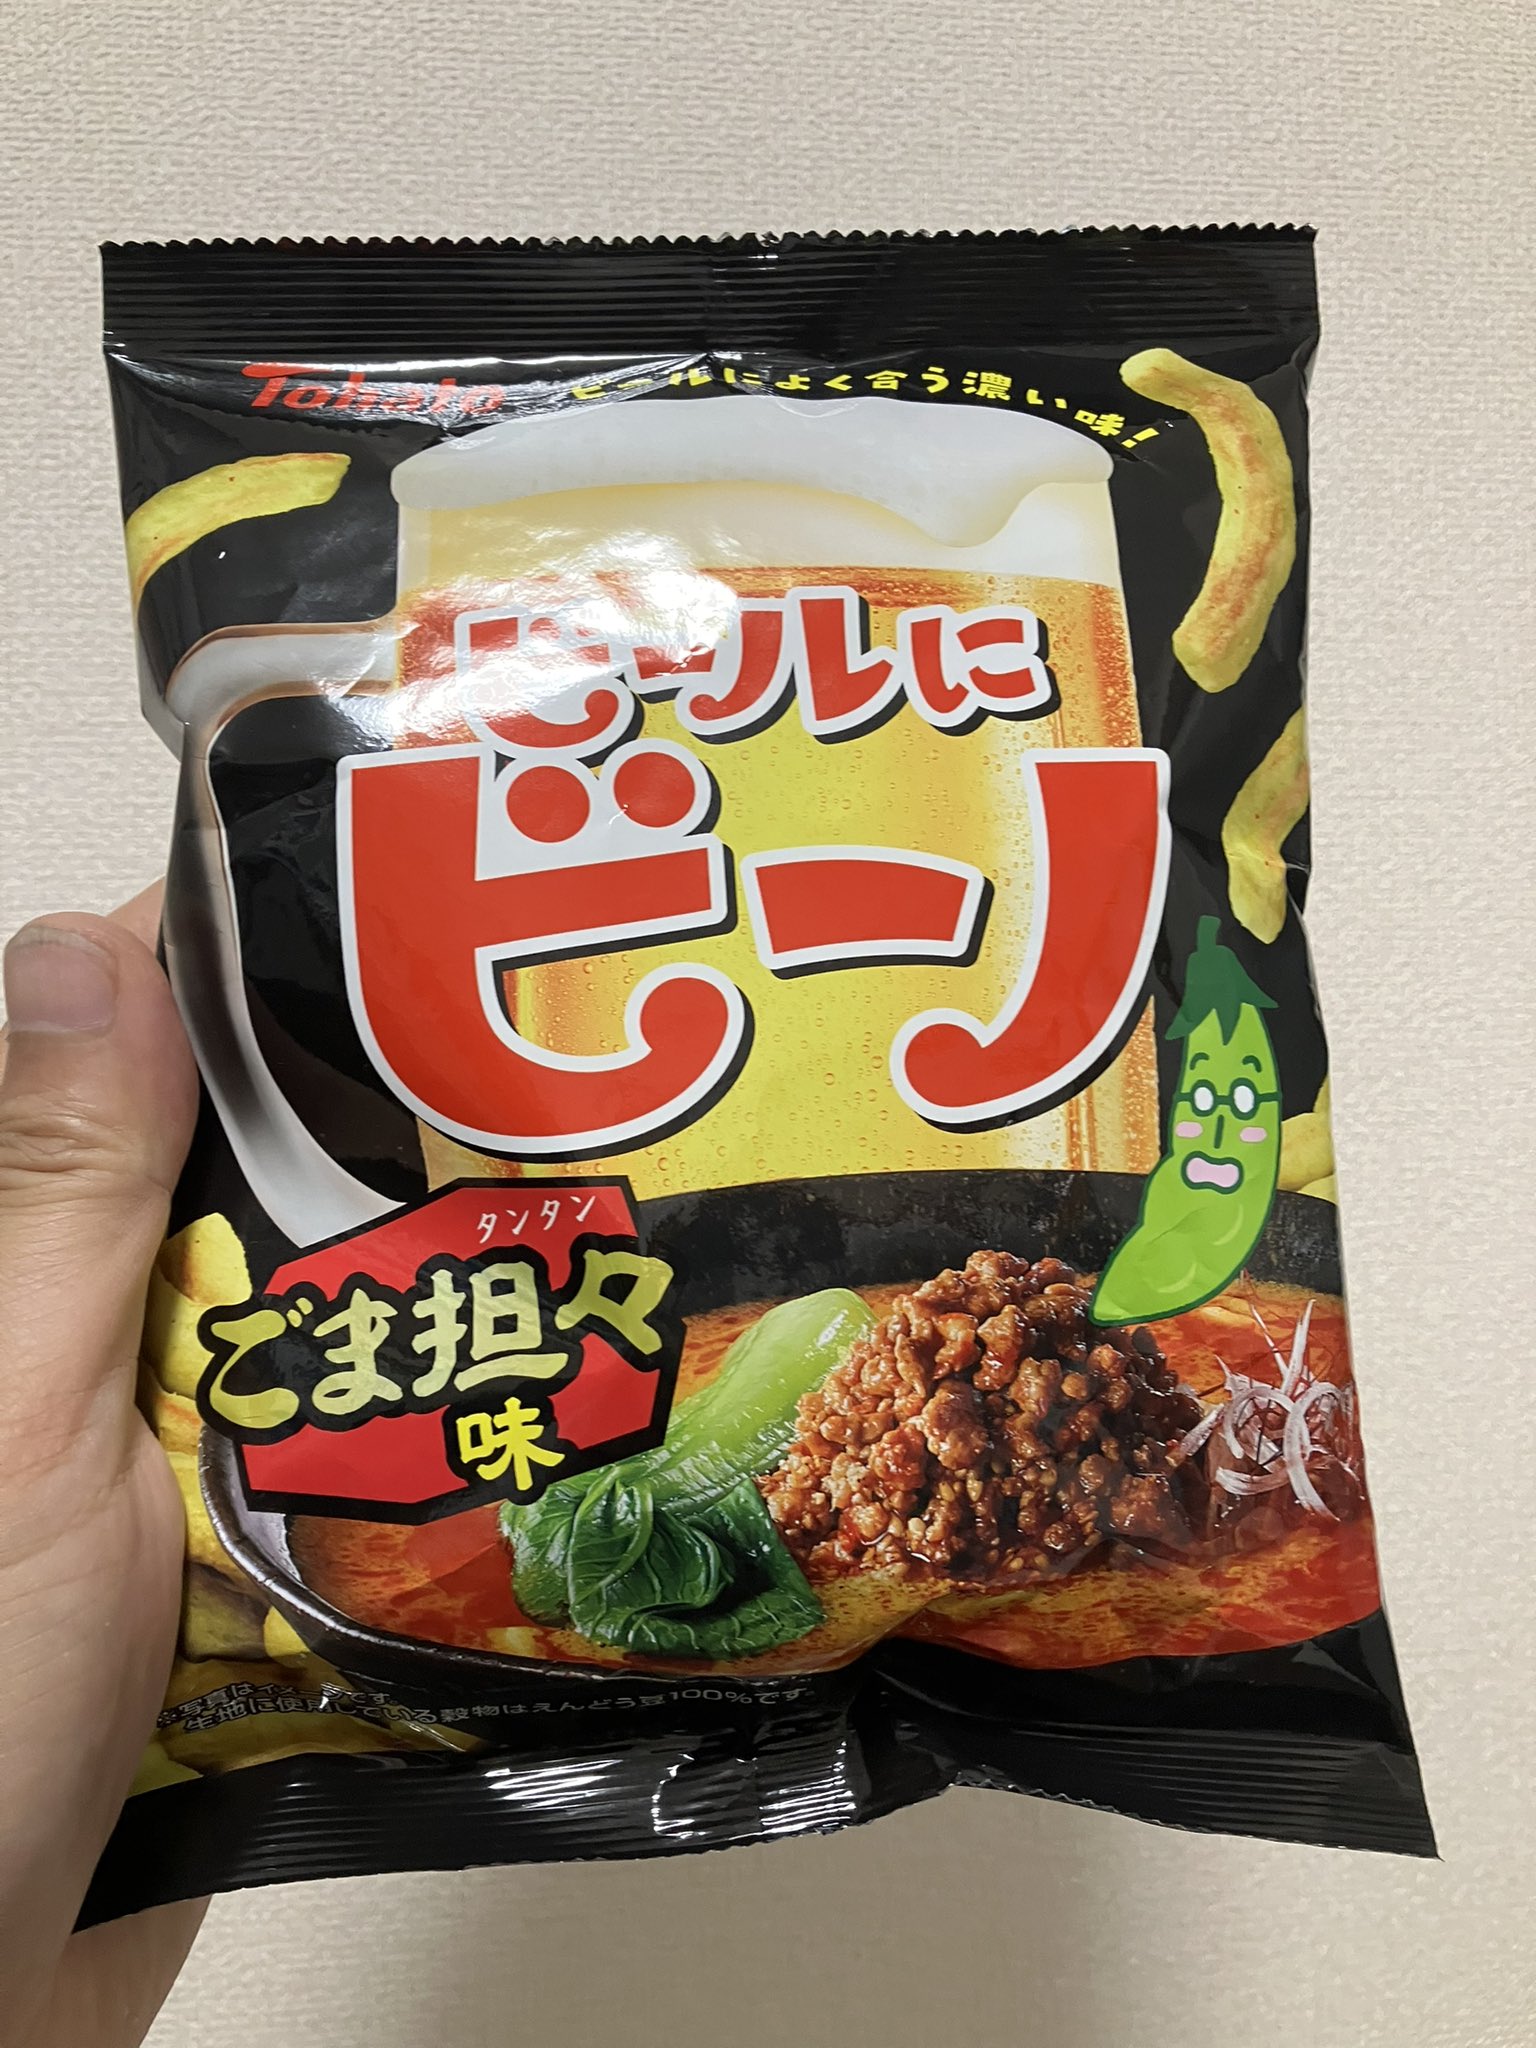 Tohato
ビールによく合う濃い味!
ビールに
ビーノ
タンタン
ごま担々
味
※写真はイメージです。
生地に使用している穀物はえんどう豆100%です。